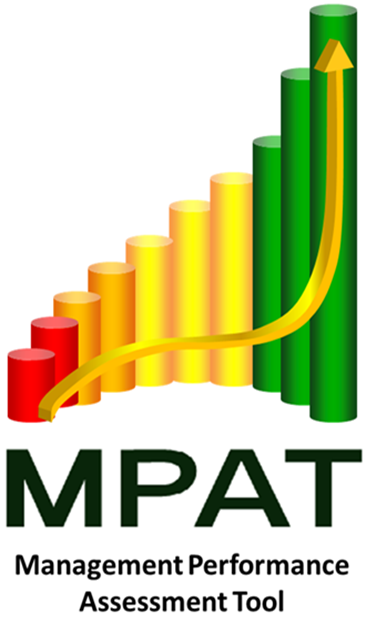 MPAT
Management Performance
Assessment Tool